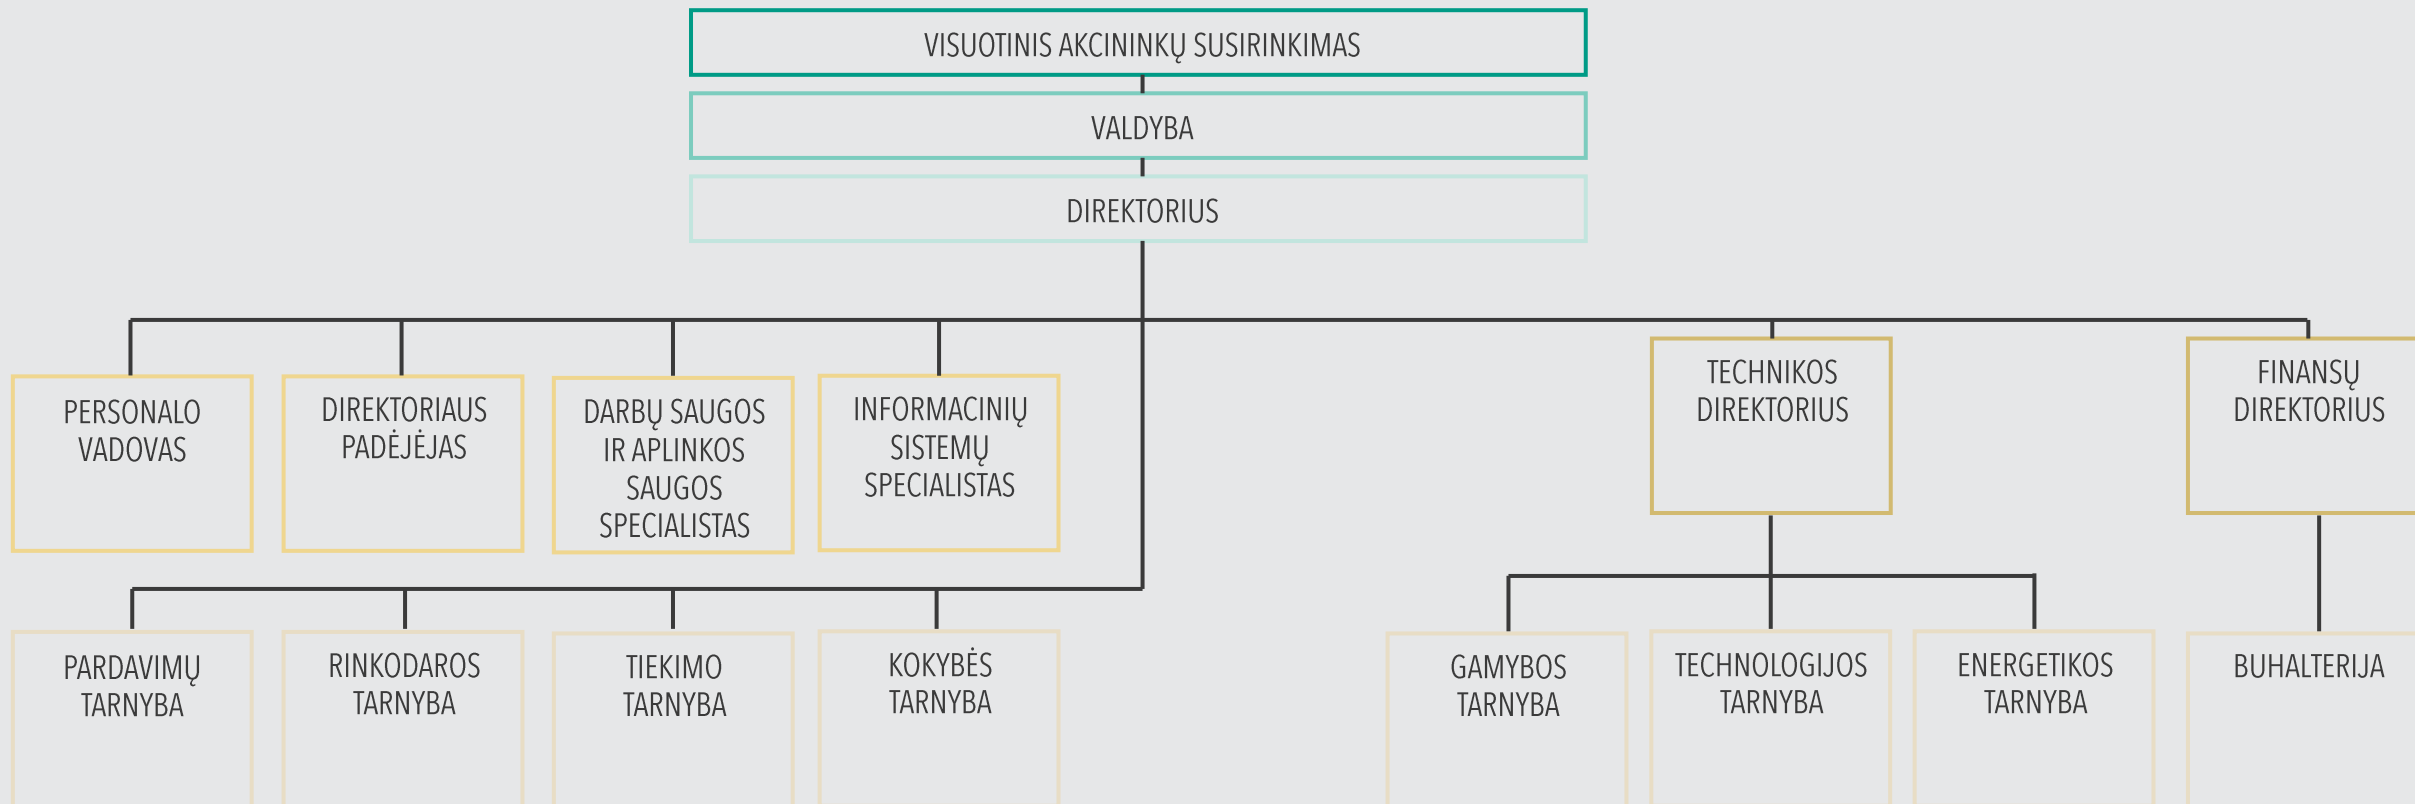 VISUOTINIS AKCININKŲ SUSIRINKIMAS
VALDYBA
DIREKTORIUS
PERSONALO
VADOVAS
DIREKTORIAUS
PADĖJĖJAS
DARBŲ SAUGOS
IR APLINKOS
SAUGOS
SPECIALISTAS
INFORMACINIŲ
SISTEMŲ
SPECIALISTAS
TECHNIKOS
DIREKTORIUS
FINANSŲ
DIREKTORIUS
PARDAVIMŲ
TARNYBA
RINKODAROS
TARNYBA
TIEKIMO
TARNYBA
KOKYBĖS
TARNYBA
GAMYBOS
TARNYBA
TECHNOLOGIJOS
TARNYBA
ENERGETIKOS
TARNYBA
BUHALTERIJA